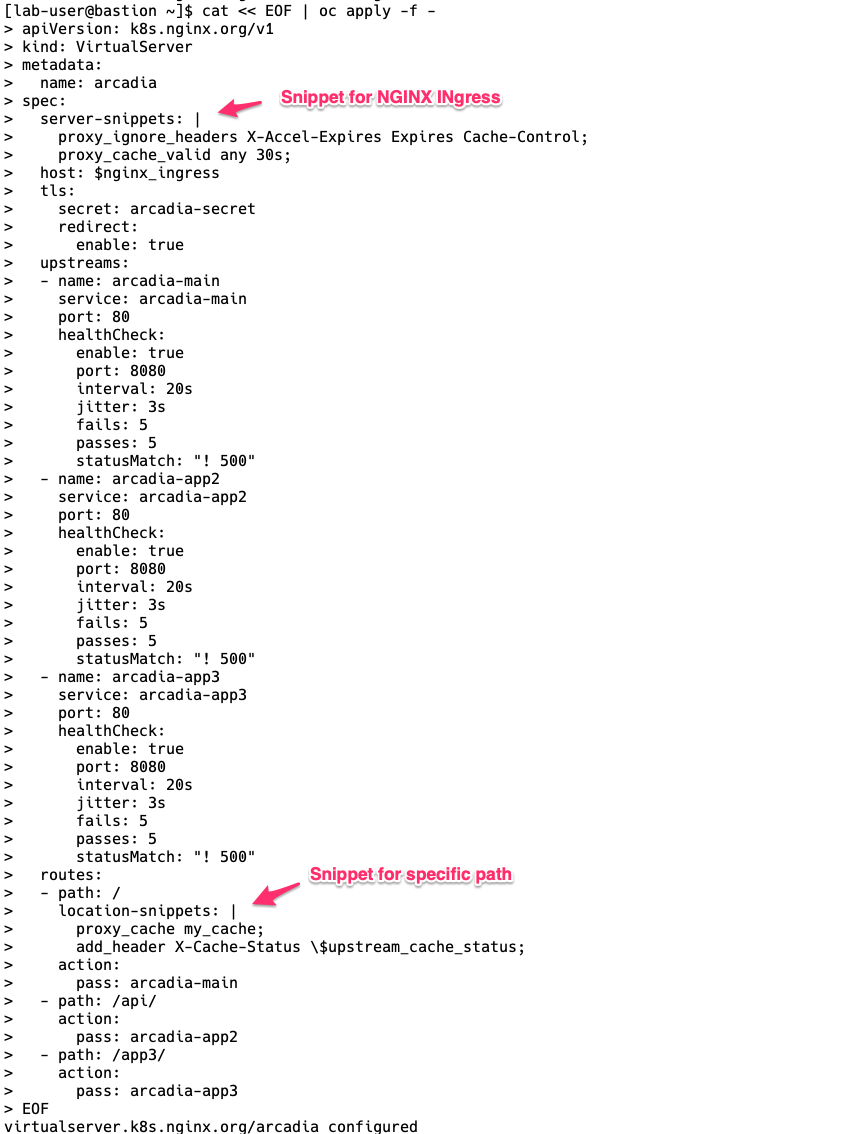 [lab-user@bastion ~]$ cat << EOF | oc apply -f -
> apiVersion: k8s.nginx.org/v1
> kind: VirtualServer
> metadata:
>   name: arcadia
> spec:
Snippet for NGINX INgress
>   server-snippets: |
>     proxy_ignore_headers X-Accel-Expires Expires Cache-Control;
>     proxy_cache_valid any 30s;
>   host: $nginx_ingress
>   tls:
>     secret: arcadia-secret
>     redirect:
>       enable: true
>   upstreams:
>   - name: arcadia-main
>     service: arcadia-main
>     port: 80
>     healthCheck:
>       enable: true
>       port: 8080
>       interval: 20s
>       jitter: 3s
>       fails: 5
>       passes: 5
>       statusMatch: "! 500"
>   - name: arcadia-app2
>     service: arcadia-app2
>     port: 80
>     healthCheck:
>       enable: true
>       port: 8080
>       interval: 20s
>       jitter: 3s
>       fails: 5
>       passes: 5
>       statusMatch: "! 500"
>   - name: arcadia-app3
>     service: arcadia-app3
>     port: 80
>     healthCheck:
>       enable: true
>       port: 8080
>       interval: 20s
>       jitter: 3s
>       fails: 5
>       passes: 5
>       statusMatch: "! 500"
>   routes:
Snippet for specific path
>   - path: /
>     location-snippets: |
>       proxy_cache my_cache;
>       add_header X-Cache-Status \$upstream_cache_status;
>     action:
>       pass: arcadia-main
>   - path: /api/
>     action:
>       pass: arcadia-app2
>   - path: /app3/
>     action:
>       pass: arcadia-app3
> EOF
virtualserver.k8s.nginx.org/arcadia configured